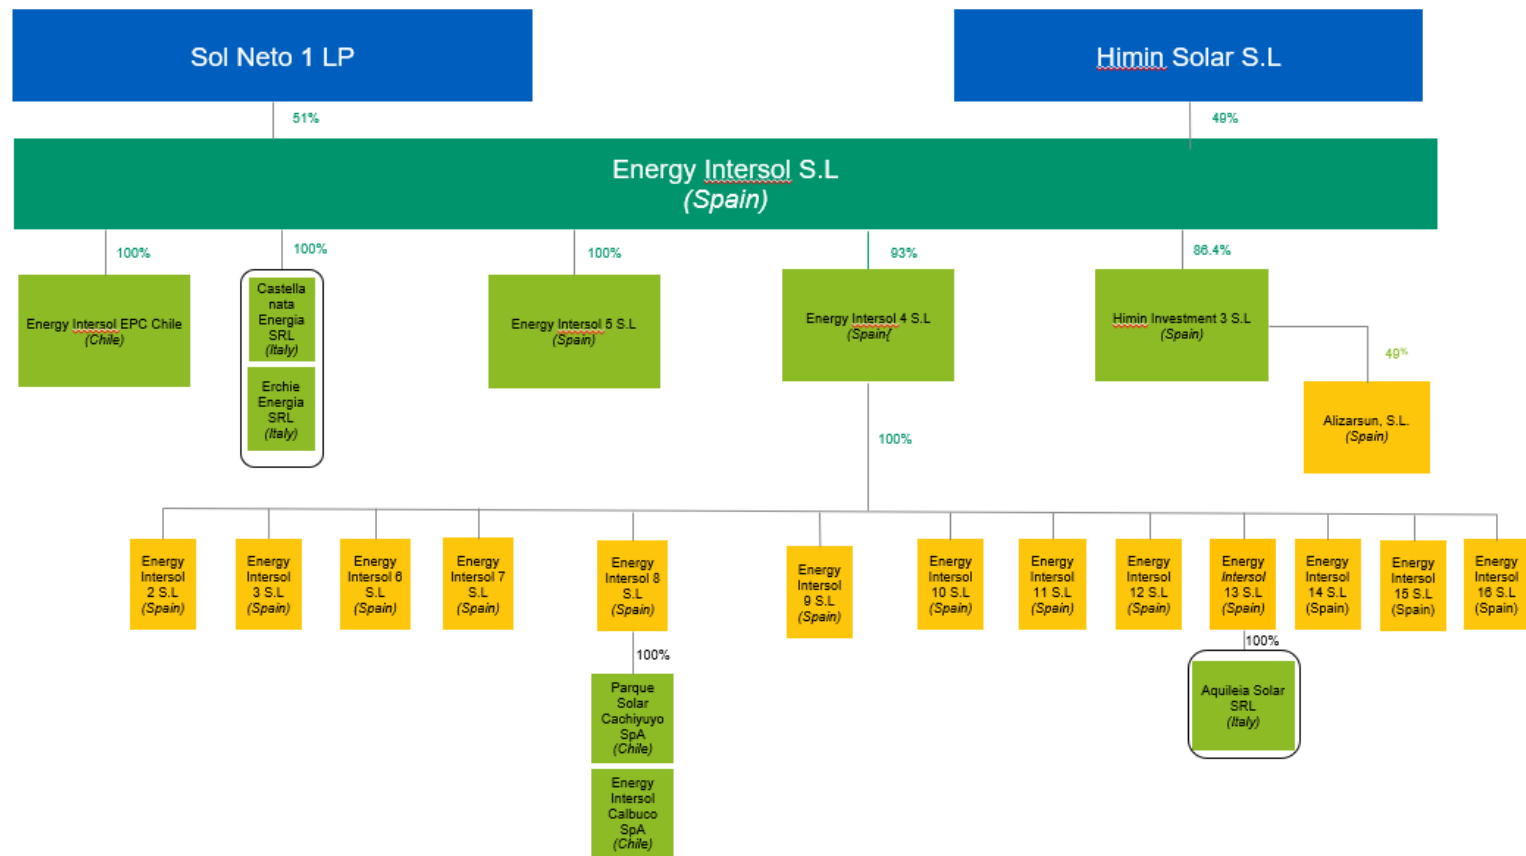 Sol Neto 1 LP
Himin Solar S.L
51%
49%
Energy Intersol S.L
(Spain)
100%
100%
100%
93%
86.4%
Energy Intersol EPC Chile
(Chile)
Castella
nata
Energia
SRL
(Italy)
Erchie
Energia
SRL
(Italy)
Energy Intersol 5 S.L
(Spain)
Energy Intersol 4 S.L
(Spain{
Himin Investment 3 S.L
(Spain)
49%
Alizarsun, S.L.
(Spain)
100%
Energy
Intersol
2 S.L
(Spain)
Energy
Intersol
3 S.L
(Spain)
Energy
Intersol 6
S.L
(Spain)
Energy
Intersol 7
S.L
(Spain)
Energy
Intersol 8
S.L
(Spain)
Energy
Intersol
9 S.L
(Spain)
Energy
Intersol
10 S.L
(Spain)
Energy
Intersol
11 S.L
(Spain)
Energy
Intersol
12 S.L
(Spain)
Energy
Intersol
13 S.L
(Spain)
Energy
Intersol
14 S.L
(Spain)
Energy
Intersol
15 S.L
(Spain)
Energy
Intersol
16 S.L
(Spain)
100%
Parque
Solar
Cachiyuyo
SpA
(Chile)
Energy
Intersol
Calbuco
SpA
(Chile)
100%
Aquileia Solar
SRL
(Italy)